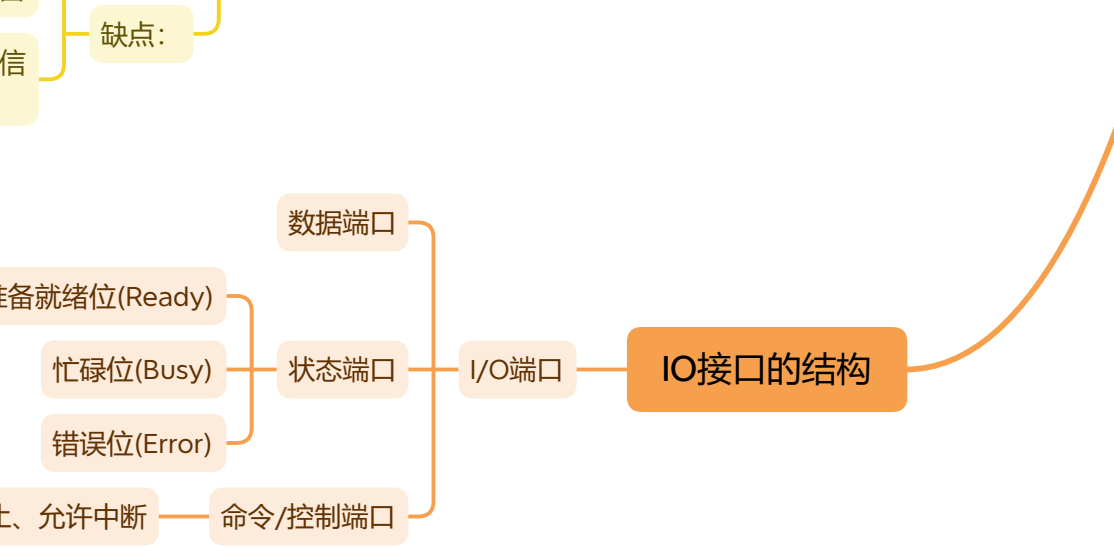 缺点：
信
数据端口
备就绪位(Ready)
忙碌位(Busy)
状态端口
I/O端口
IO接口的结构
错误位(Error)
、允许中断
命令/控制端口